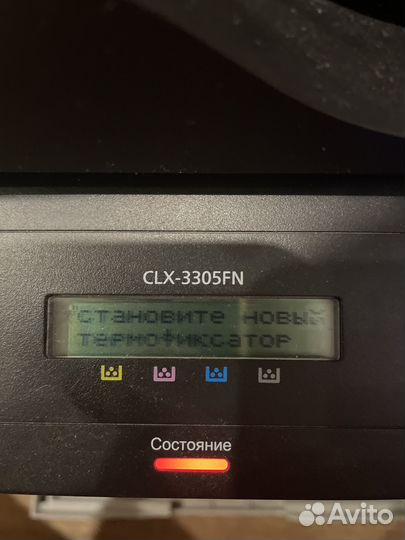 CLX-3305FN
становите новый
термофиксатор
Состояние
Avito